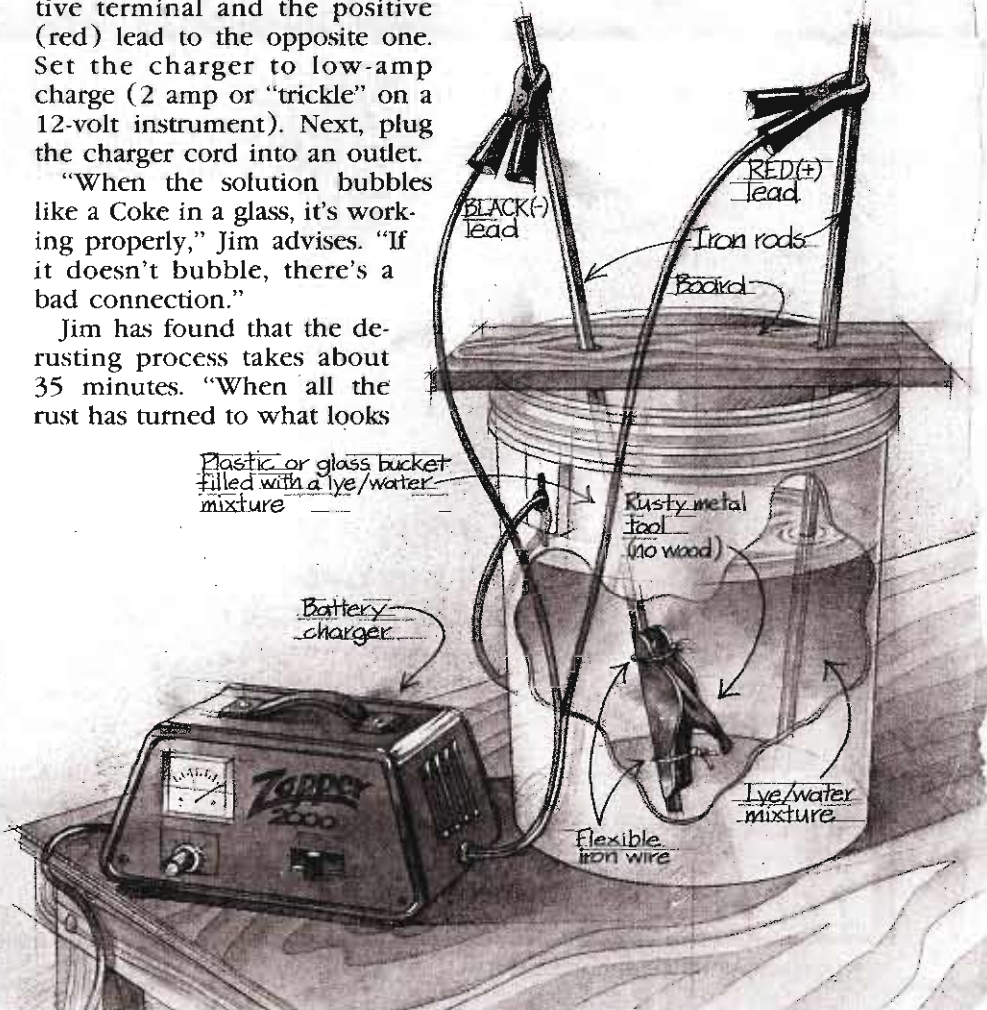 tive terminal and the positive
(red) lead to the opposite one.
Set the charger to low-amp
charge (2 amp or “trickle” on a
12-volt instrument). Next, plug
the charger cord into an outlet.
“When the solution bubbles
like a Coke in a glass, it's work-
ing properly,” Jim advises. “If
it doesn't bubble, there's a
bad connection.”
Jim has found that the de-
rusting process takes about
35 minutes. “When all the
rust has turned to what looks
BLACK(-)
lead
RED(+)
lead
Iron rods
Board
Plastic or glass bucket
filled with a lye/water
mixture
Rusty metal
tool
(no wood)
Battery
charger
Zapper
2000
Flexible
iron wire
Lye/water
mixture